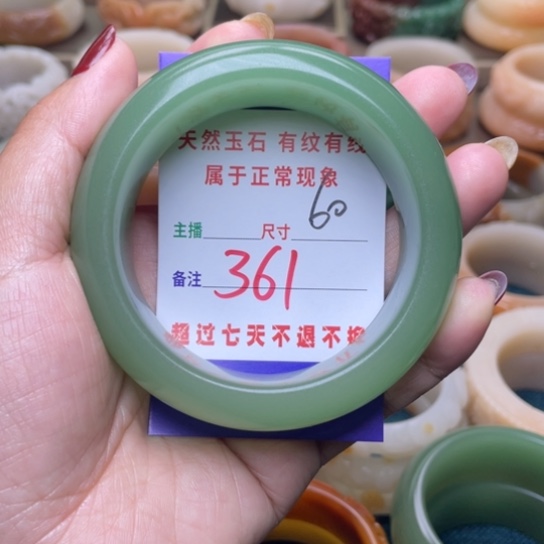 天然玉石 有纹有线
属于正常现象
主播 尺寸 60
备注 361
超过七天不退不换